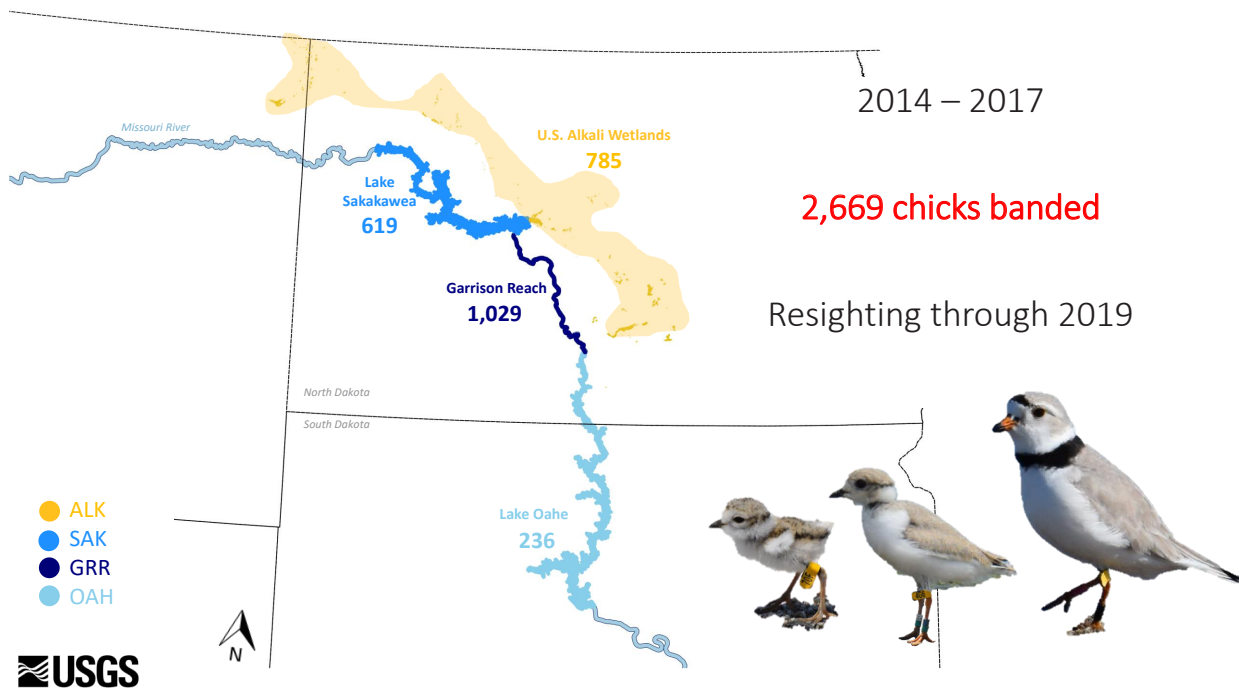 2014 – 2017
Missouri River
U.S. Alkali Wetlands
785
Lake
Sakakawea
619
2,669 chicks banded
Garrison Reach
1,029
Resighting through 2019
North Dakota
South Dakota
Lake Oahe
236
ALK
SAK
GRR
OAH
N
USGS